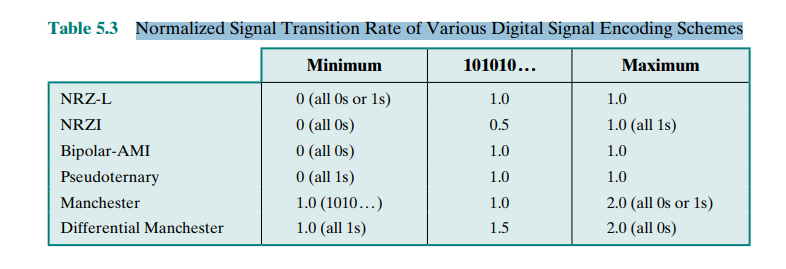 Table 5.3 Normalized Signal Transition Rate of Various Digital Signal Encoding Schemes
Minimum 101010... Maximum
NRZ-L 0 (all 0s or 1s) 1.0 1.0
NRZI 0 (all 0s) 0.5 1.0 (all 1s)
Bipolar-AMI 0 (all 0s) 1.0 1.0
Pseudoternary 0 (all 1s) 1.0 1.0
Manchester 1.0 (1010...) 1.0 2.0 (all 0s or 1s)
Differential Manchester 1.0 (all 1s) 1.5 2.0 (all 0s)